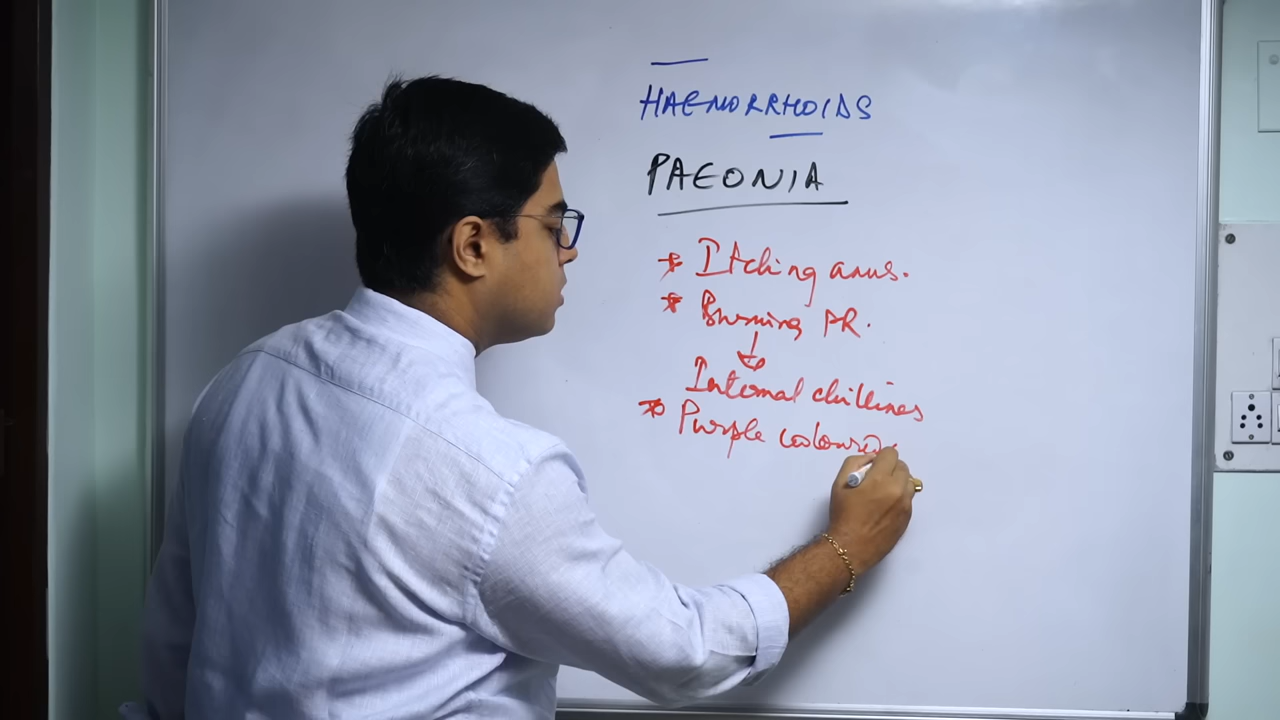 HAEMORRHOIDS
PAEONIA
* Itching anus.
* Burning PR.
↓
Internal chilliness
* Purple coloured